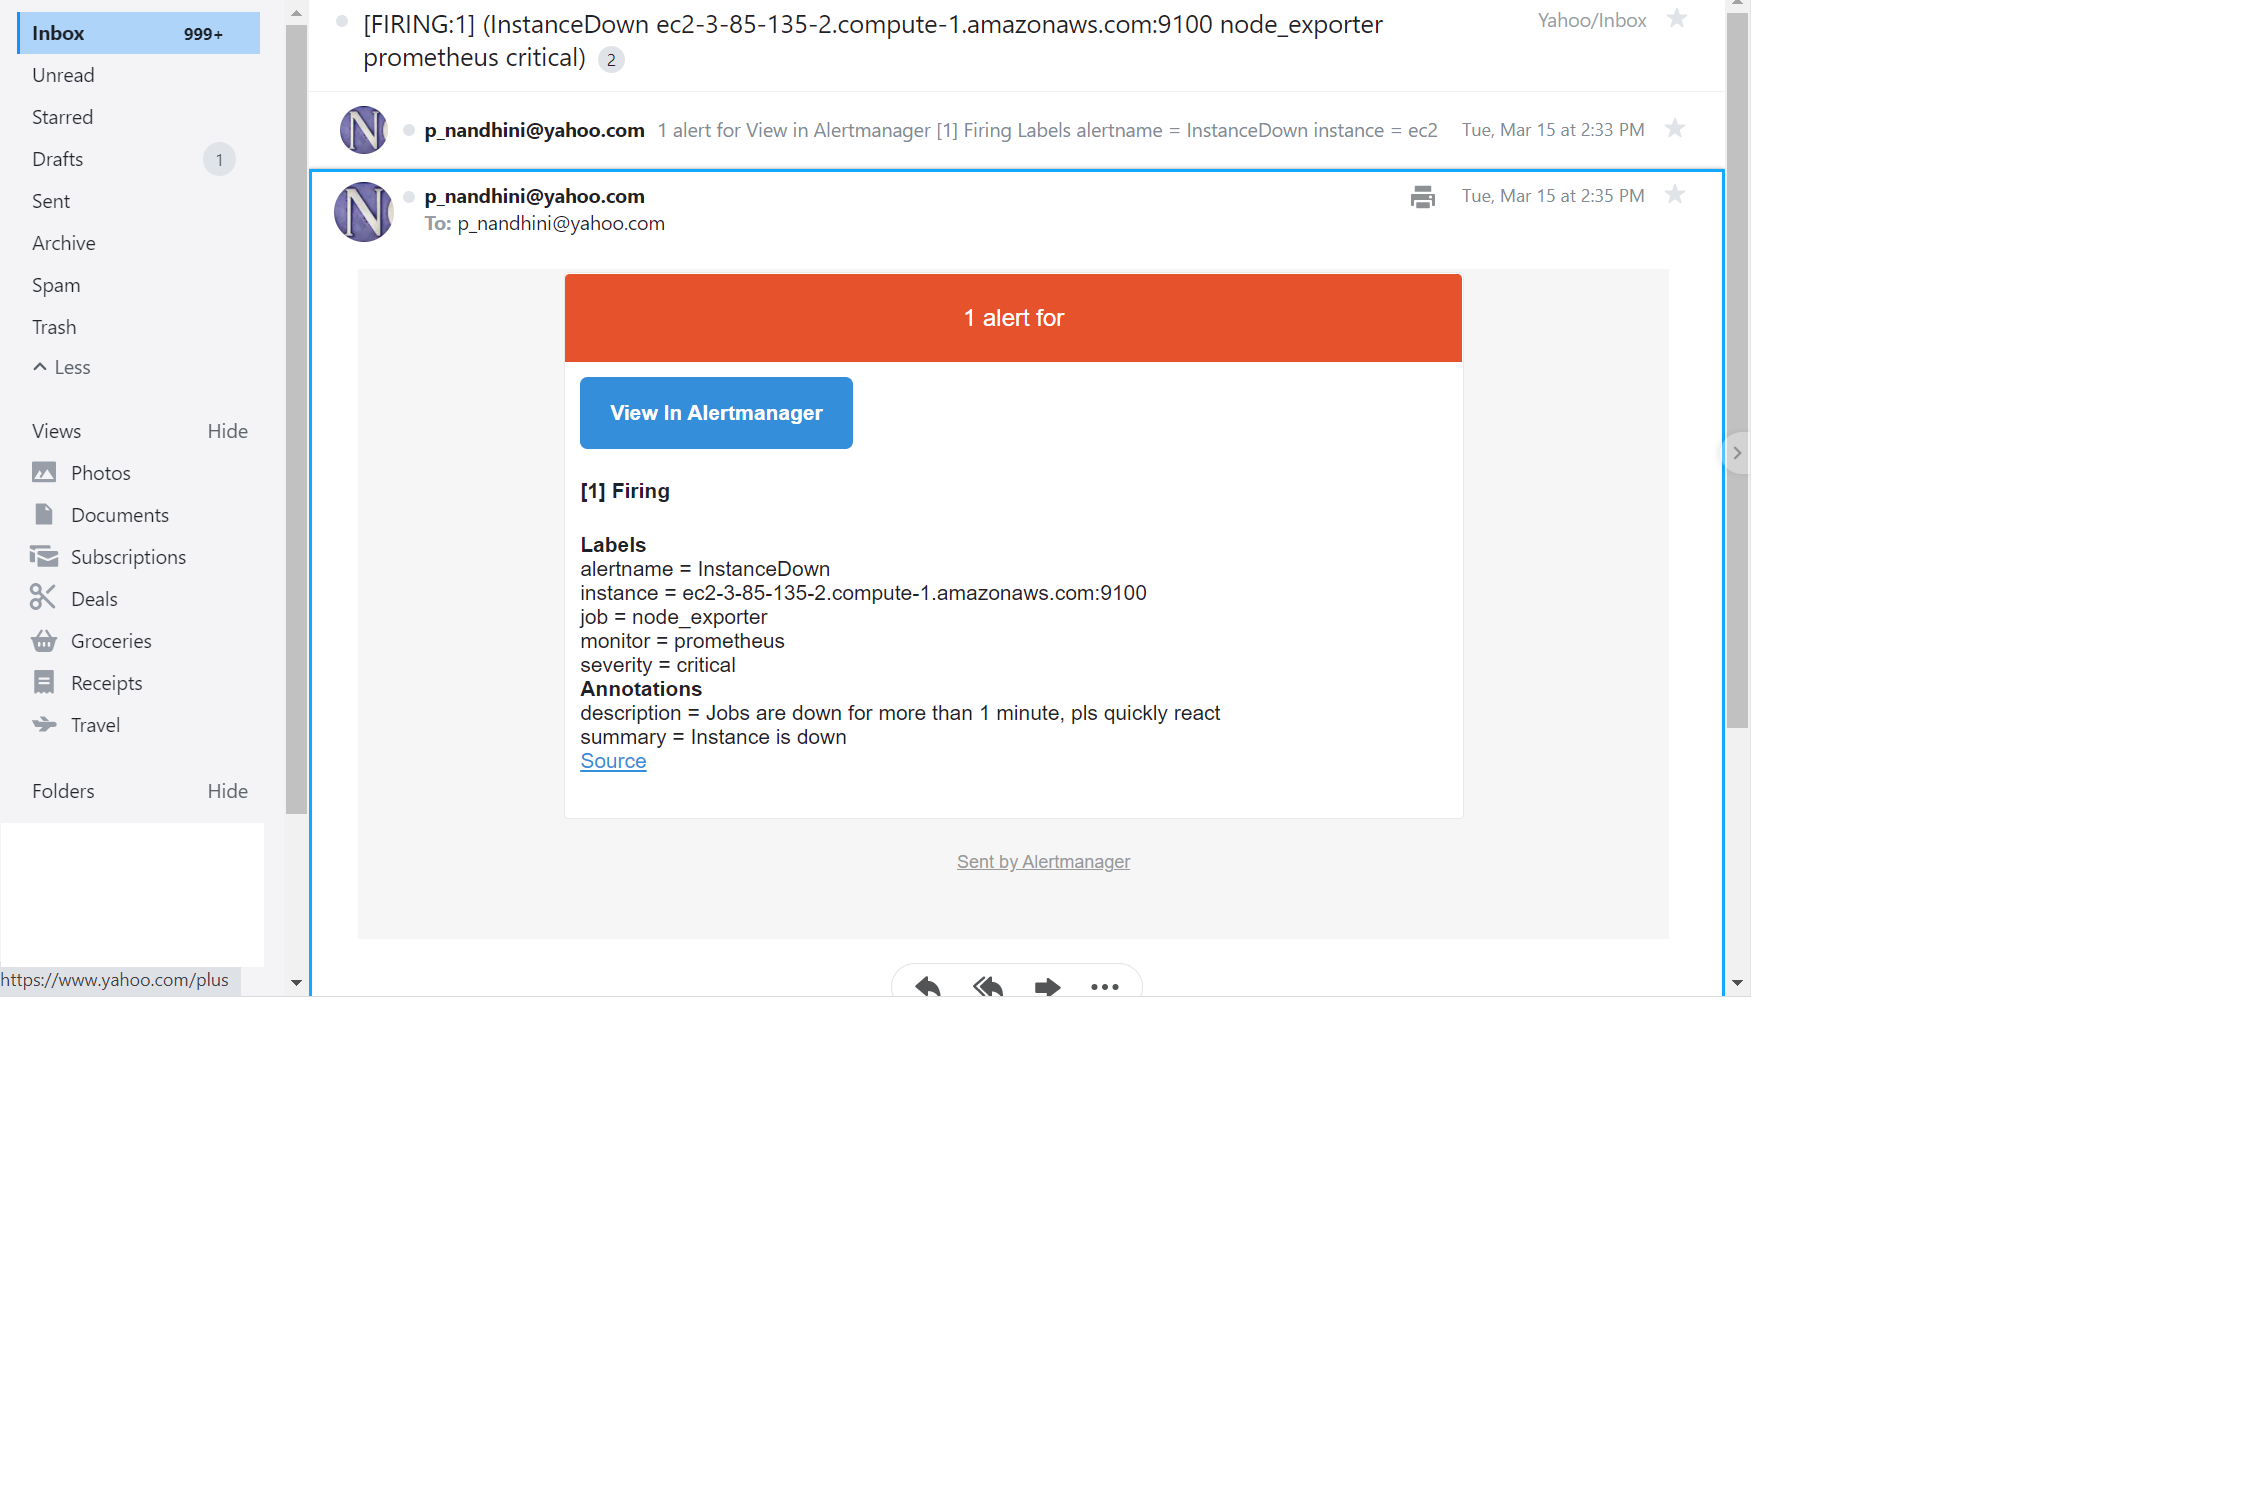 Inbox 999+
Unread
Starred
Drafts 1
Sent
Archive
Spam
Trash
Less
Views Hide
Photos
Documents
Subscriptions
Deals
Groceries
Receipts
Travel
Folders Hide
https://www.yahoo.com/plus
[FIRING:1] (InstanceDown ec2-3-85-135-2.compute-1.amazonaws.com:9100 node_exporter
prometheus critical) 2
Yahoo/Inbox
N p_nandhini@yahoo.com 1 alert for View in Alertmanager [1] Firing Labels alertname = InstanceDown instance = ec2 Tue, Mar 15 at 2:33 PM
N p_nandhini@yahoo.com Tue, Mar 15 at 2:35 PM
To: p_nandhini@yahoo.com
1 alert for
View In Alertmanager
[1] Firing
Labels
alertname = InstanceDown
instance = ec2-3-85-135-2.compute-1.amazonaws.com:9100
job = node_exporter
monitor = prometheus
severity = critical
Annotations
description = Jobs are down for more than 1 minute, pls quickly react
summary = Instance is down
Source
Sent by Alertmanager